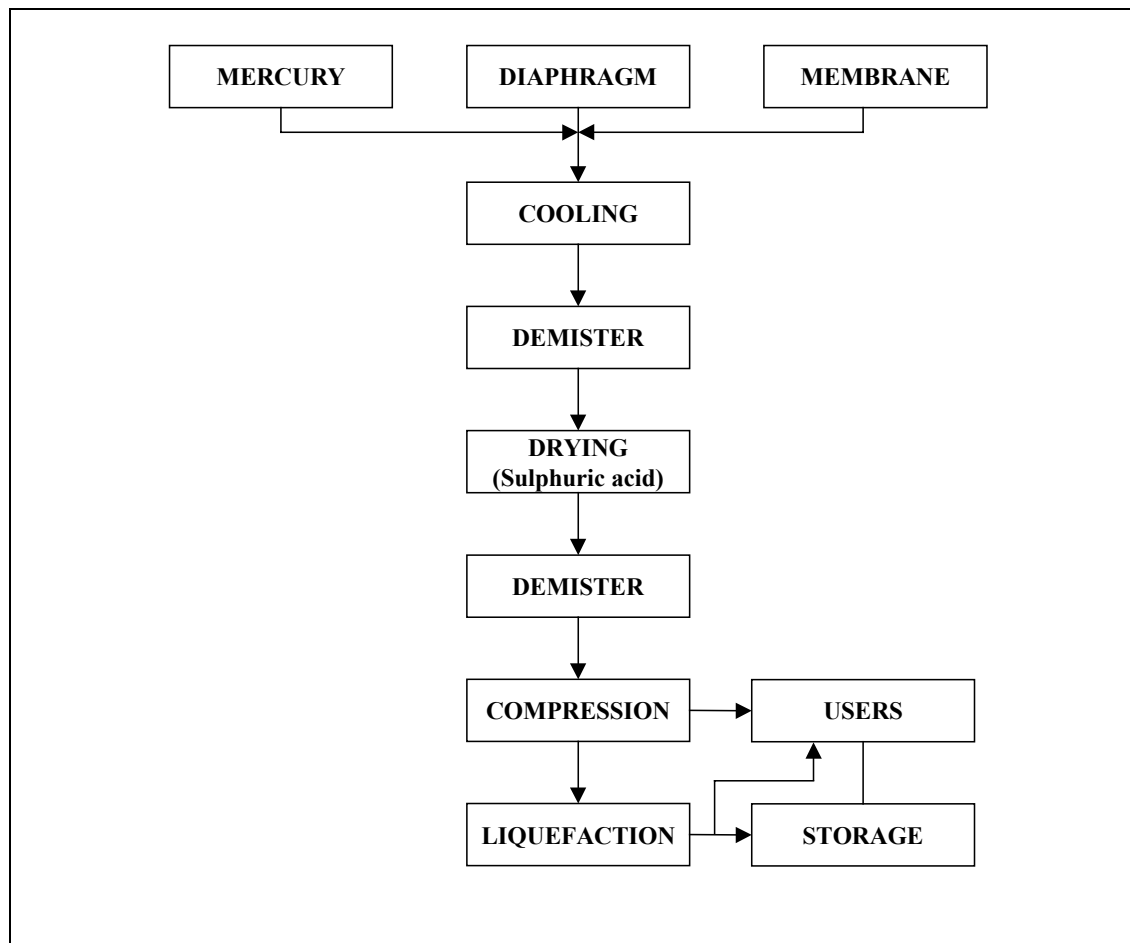 MERCURY
DIAPHRAGM
MEMBRANE
COOLING
DEMISTER
DRYING
(Sulphuric acid)
DEMISTER
COMPRESSION
USERS
LIQUEFACTION
STORAGE